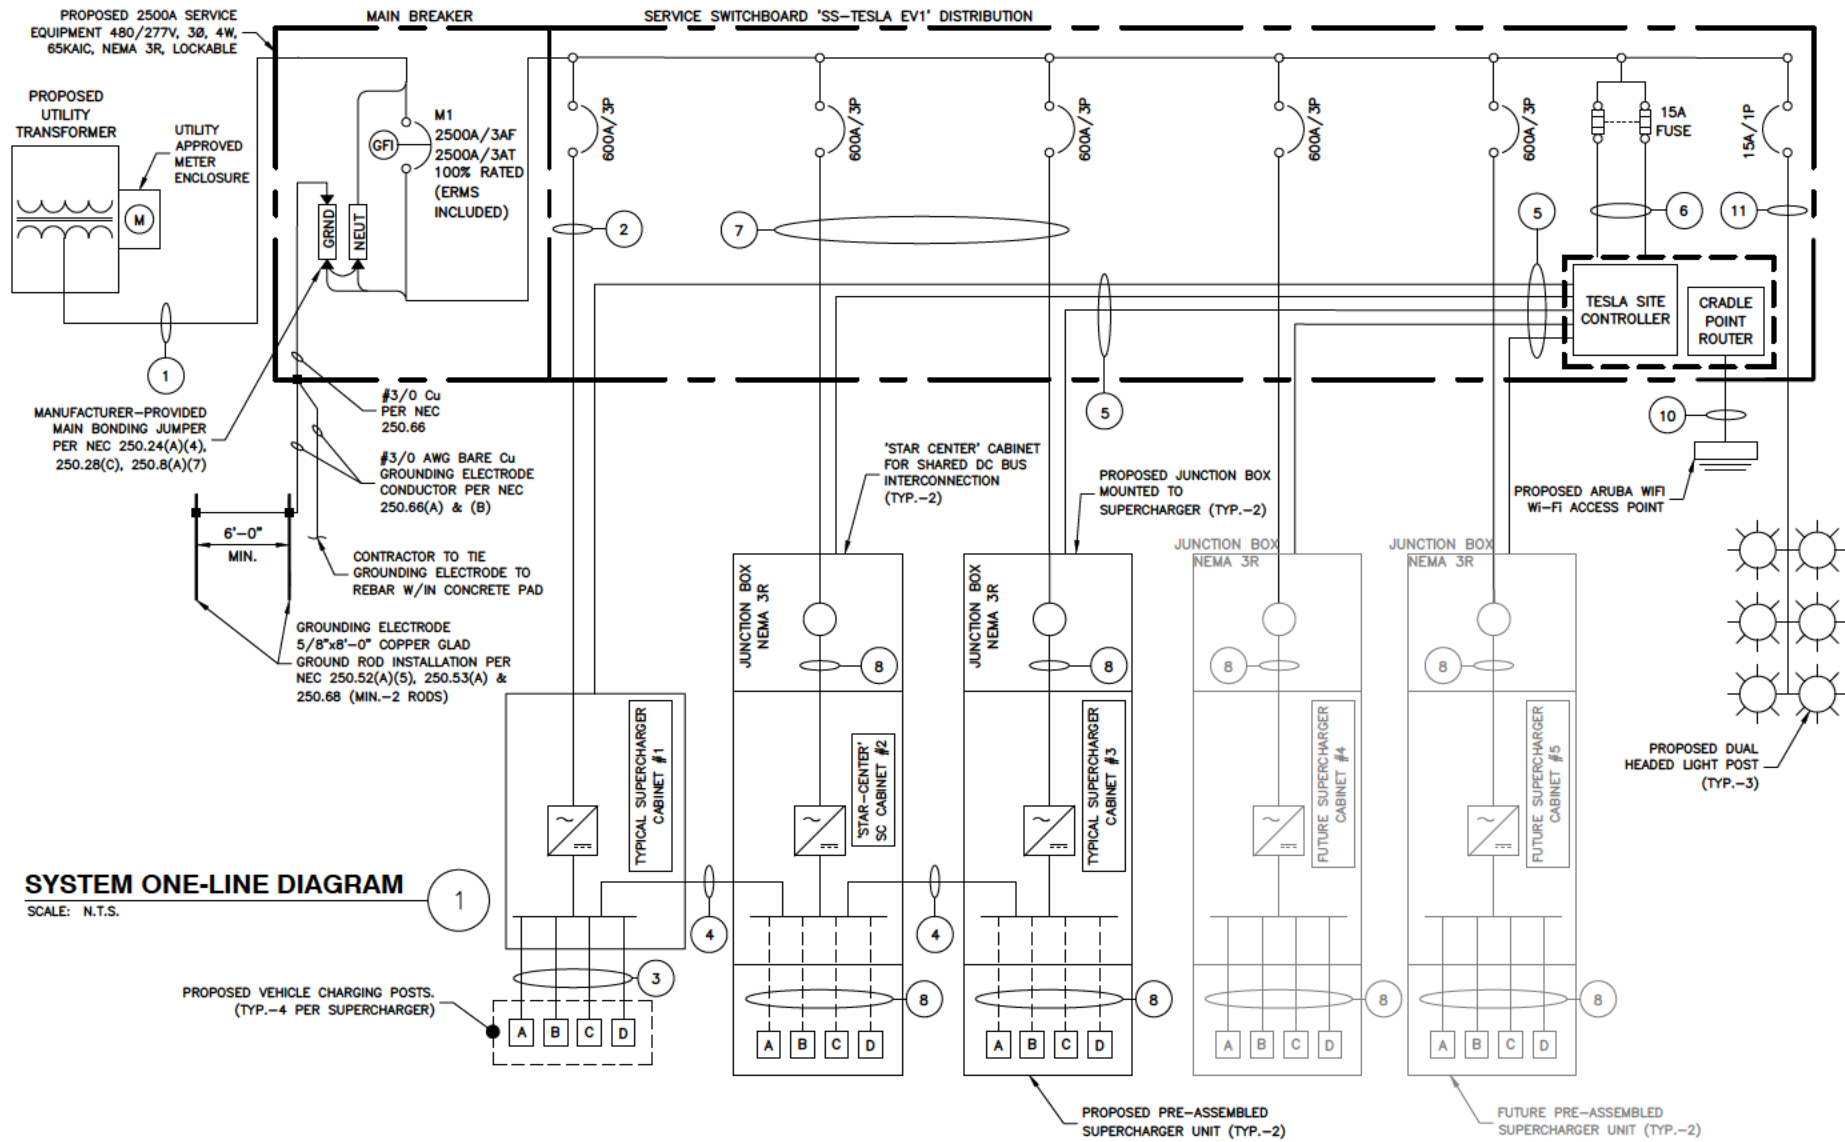 PROPOSED 2500A SERVICE
EQUIPMENT 480/277V, 3Ø, 4W,
65KAIC, NEMA 3R, LOCKABLE
MAIN BREAKER
SERVICE SWITCHBOARD 'SS-TESLA EV1' DISTRIBUTION
PROPOSED
UTILITY
TRANSFORMER
UTILITY
APPROVED
METER
ENCLOSURE
M
GFI
M1
2500A/3AF
2500A/3AT
100% RATED
(ERMS
INCLUDED)
GRND
NEUT
600A/3P
600A/3P
600A/3P
600A/3P
600A/3P
15A
FUSE
15A/1P
2
7
5
6
11
TESLA SITE
CONTROLLER
CRADLE
POINT
ROUTER
1
5
10
MANUFACTURER-PROVIDED
MAIN BONDING JUMPER
PER NEC 250.24(A)(4),
250.28(C), 250.8(A)(7)
#3/0 Cu
PER NEC
250.66
#3/0 AWG BARE Cu
GROUNDING ELECTRODE
CONDUCTOR PER NEC
250.66(A) & (B)
'STAR CENTER' CABINET
FOR SHARED DC BUS
INTERCONNECTION
(TYP.-2)
PROPOSED JUNCTION BOX
MOUNTED TO
SUPERCHARGER (TYP.-2)
PROPOSED ARUBA WIFI
Wi-Fi ACCESS POINT
6'-0"
MIN.
CONTRACTOR TO TIE
GROUNDING ELECTRODE TO
REBAR W/IN CONCRETE PAD
GROUNDING ELECTRODE
5/8"x8'-0" COPPER GLAD
GROUND ROD INSTALLATION PER
NEC 250.52(A)(5), 250.53(A) &
250.68 (MIN.-2 RODS)
JUNCTION BOX
NEMA 3R
JUNCTION BOX
NEMA 3R
JUNCTION BOX
NEMA 3R
JUNCTION BOX
NEMA 3R
8
8
8
8
TYPICAL SUPERCHARGER
CABINET #1
'STAR-CENTER'
SC CABINET #2
TYPICAL SUPERCHARGER
CABINET #3
FUTURE SUPERCHARGER
CABINET #4
FUTURE SUPERCHARGER
CABINET #5
PROPOSED DUAL
HEADED LIGHT POST
(TYP.-3)
SYSTEM ONE-LINE DIAGRAM
SCALE: N.T.S.
1
4
4
3
8
8
8
8
PROPOSED VEHICLE CHARGING POSTS.
(TYP.-4 PER SUPERCHARGER)
A B C D
A B C D
A B C D
A B C D
A B C D
PROPOSED PRE-ASSEMBLED
SUPERCHARGER UNIT (TYP.-2)
FUTURE PRE-ASSEMBLED
SUPERCHARGER UNIT (TYP.-2)